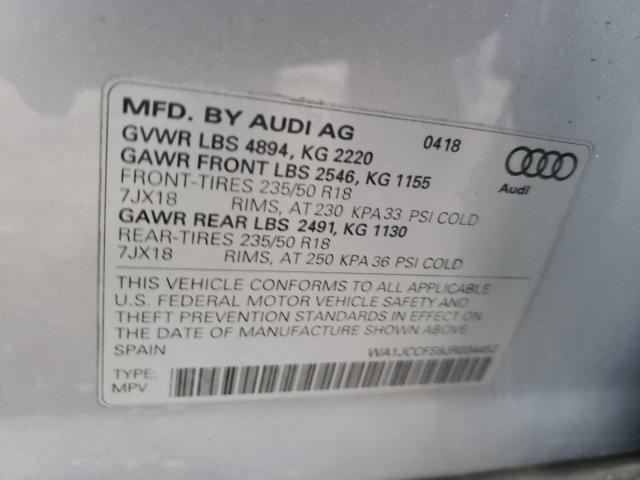 MFD. BY AUDI AG 0418
GVWR LBS 4894, KG 2220
GAWR FRONT LBS 2546, KG 1155
FRONT-TIRES 235/50 R18
7JX18 RIMS, AT 230 KPA 33 PSI COLD
GAWR REAR LBS 2491, KG 1130
REAR-TIRES 235/50 R18
7JX18 RIMS, AT 250 KPA 36 PSI COLD
Audi
THIS VEHICLE CONFORMS TO ALL APPLICABLE
U.S. FEDERAL MOTOR VEHICLE SAFETY AND
THEFT PREVENTION STANDARDS IN EFFECT ON
THE DATE OF MANUFACTURE SHOWN ABOVE.
SPAIN
TYPE:
MPV